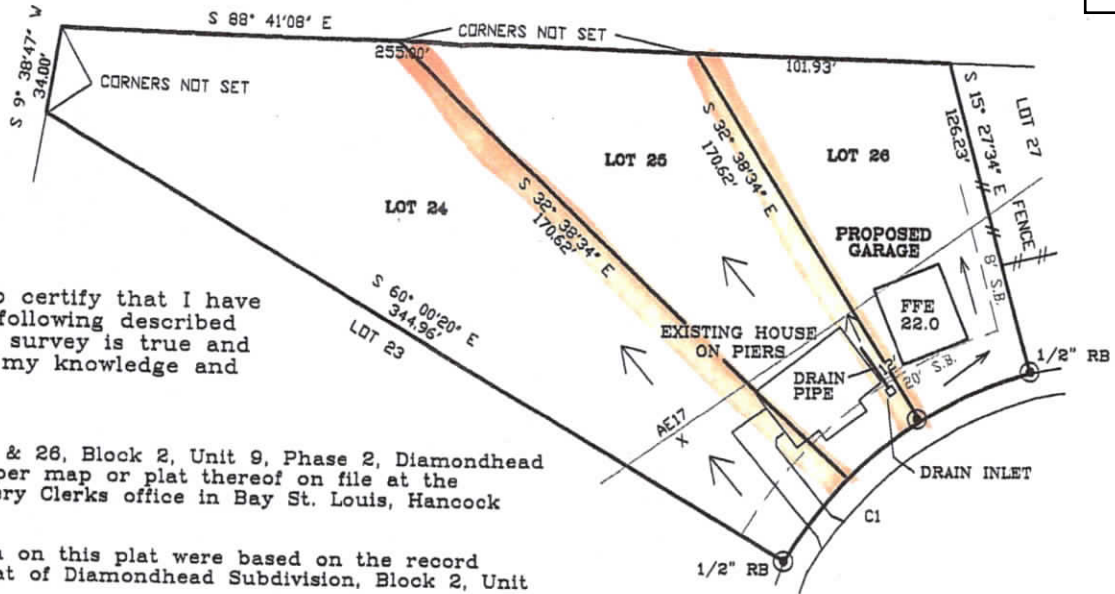 S 88° 41'08" E
CORNERS NOT SET
255.00'
101.93'
S 9° 38'47" W
34.00'
CORNERS NOT SET
S 15° 27'34" E
126.23'
LOT 27
S 32° 38'34" E
170.62'
LOT 25
LOT 26
LOT 24
S 32° 38'34" E
170.62'
FENCE
PROPOSED
GARAGE
8' S.B.
FFE
22.0
S 60° 00'20" E
344.96'
LOT 23
certify that I have
following described
survey is true and
my knowledge and
EXISTING HOUSE
ON PIERS
DRAIN
PIPE
20' S.B.
1/2" RB
AE17
X
& 26, Block 2, Unit 9, Phase 2, Diamondhead
per map or plat thereof on file at the
Clerks office in Bay St. Louis, Hancock
DRAIN INLET
C1
on this plat were based on the record
of Diamondhead Subdivision, Block 2, Unit
1/2" RB